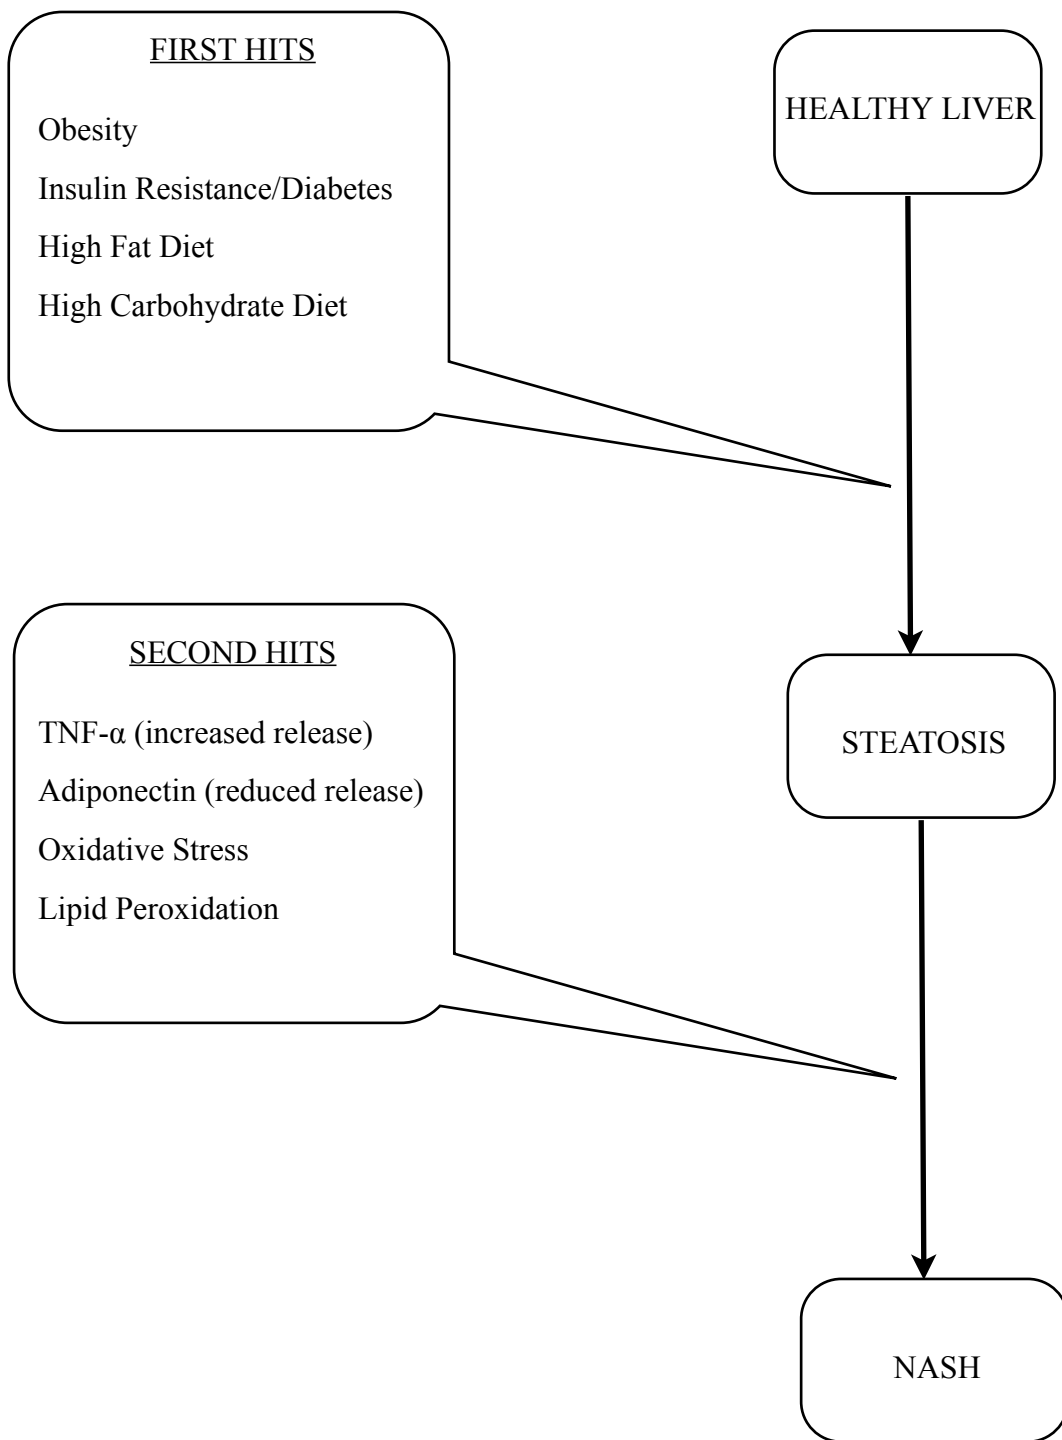 FIRST HITS
Obesity
Insulin Resistance/Diabetes
High Fat Diet
High Carbohydrate Diet
HEALTHY LIVER
SECOND HITS
TNF-α (increased release)
Adiponectin (reduced release)
Oxidative Stress
Lipid Peroxidation
STEATOSIS
NASH